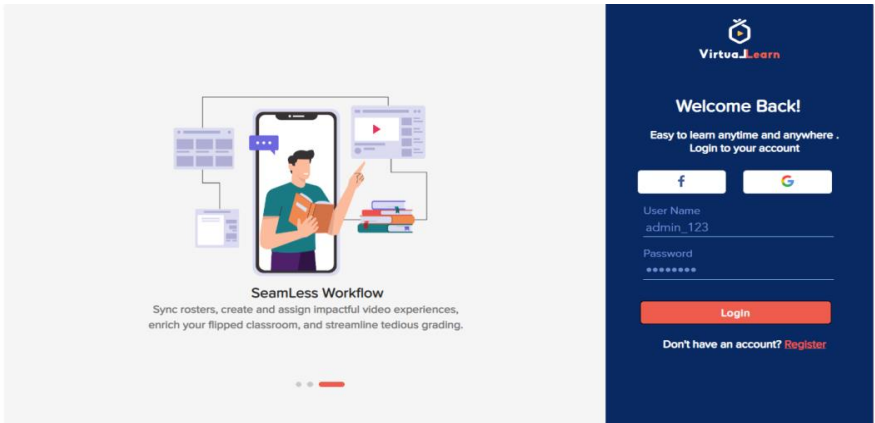 SeamLess Workflow
Sync rosters, create and assign impactful video experiences,
enrich your flipped classroom, and streamline tedious grading.
VirtuaLLearn
Welcome Back!
Easy to learn anytime and anywhere .
Login to your account
f
G
User Name
admin_123
Password
••••••••
Login
Don't have an account? Register